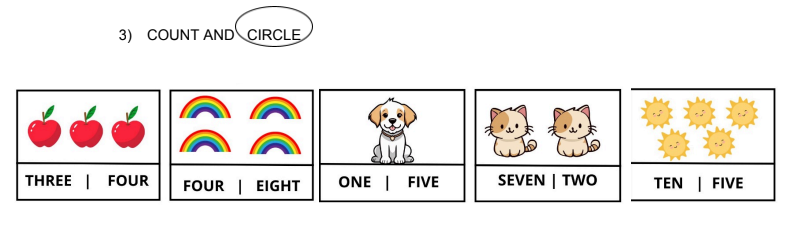 3) COUNT AND CIRCLE
THREE | FOUR
FOUR | EIGHT
ONE | FIVE
SEVEN | TWO
TEN | FIVE